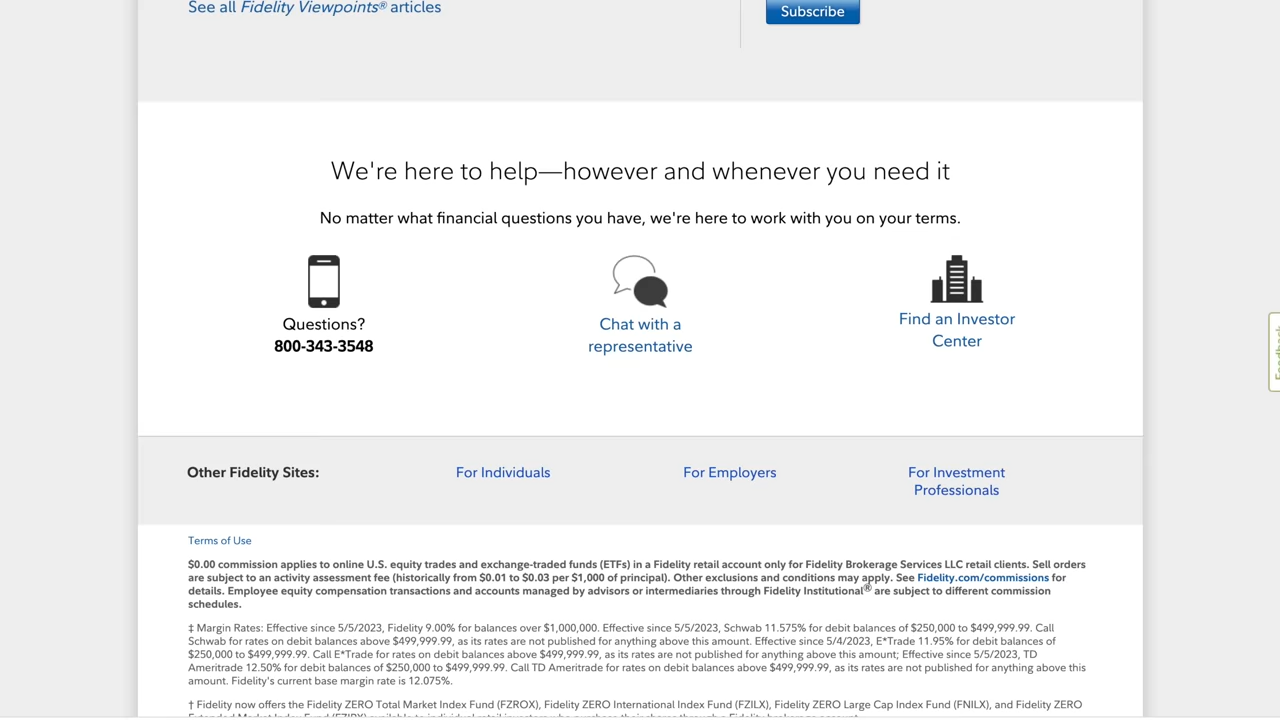 See all Fidelity Viewpoints® articles
Subscribe
We're here to help—however and whenever you need it
No matter what financial questions you have, we're here to work with you on your terms.
Questions?
800-343-3548
Chat with a
representative
Find an Investor
Center
Feedback
Other Fidelity Sites:
For Individuals
For Employers
For Investment
Professionals
Terms of Use
$0.00 commission applies to online U.S. equity trades and exchange-traded funds (ETFs) in a Fidelity retail account only for Fidelity Brokerage Services LLC retail clients. Sell orders
are subject to an activity assessment fee (historically from $0.01 to $0.03 per $1,000 of principal). Other exclusions and conditions may apply. See Fidelity.com/commissions for
details. Employee equity compensation transactions and accounts managed by advisors or intermediaries through Fidelity Institutional® are subject to different commission
schedules.
‡ Margin Rates: Effective since 5/5/2023, Fidelity 9.00% for balances over $1,000,000. Effective since 5/5/2023, Schwab 11.575% for debit balances of $250,000 to $499,999.99. Call
Schwab for rates on debit balances above $499,999.99, as its rates are not published for anything above this amount. Effective since 5/4/2023, E*Trade 11.95% for debit balances of
$250,000 to $499,999.99. Call E*Trade for rates on debit balances above $499,999.99, as its rates are not published for anything above this amount; Effective since 5/5/2023, TD
Ameritrade 12.50% for debit balances of $250,000 to $499,999.99. Call TD Ameritrade for rates on debit balances above $499,999.99, as its rates are not published for anything above this
amount. Fidelity's current base margin rate is 12.075%.
† Fidelity now offers the Fidelity ZERO Total Market Index Fund (FZROX), Fidelity ZERO International Index Fund (FZILX), Fidelity ZERO Large Cap Index Fund (FNILX), and Fidelity ZERO